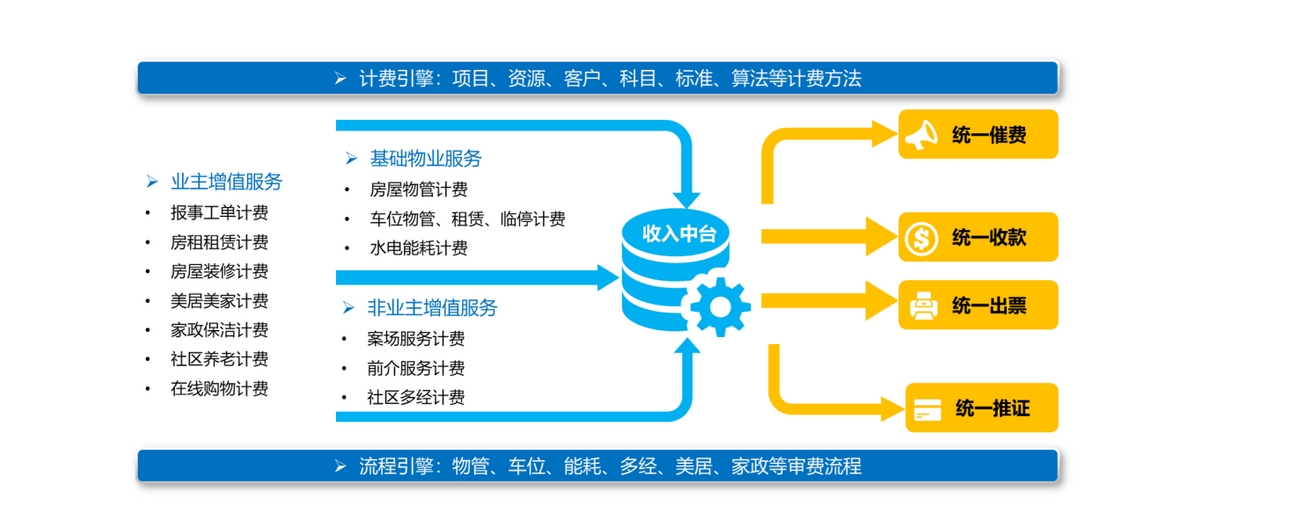 ➢ 计费引擎：项目、资源、客户、科目、标准、算法等计费方法
➢ 业主增值服务
• 报事工单计费
• 房租租赁计费
• 房屋装修计费
• 美居美家计费
• 家政保洁计费
• 社区养老计费
• 在线购物计费
➢ 基础物业服务
• 房屋物管计费
• 车位物管、租赁、临停计费
• 水电能耗计费
➢ 非业主增值服务
• 案场服务计费
• 前介服务计费
• 社区多经计费
收入中台
统一催费
统一收款
统一出票
统一推证
➢ 流程引擎：物管、车位、能耗、多经、美居、家政等审费流程